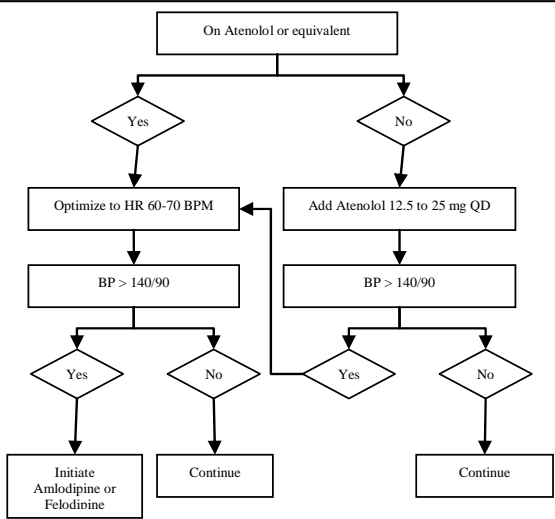 On Atenolol or equivalent
Yes
No
Optimize to HR 60-70 BPM
Add Atenolol 12.5 to 25 mg QD
BP > 140/90
BP > 140/90
Yes
No
Yes
No
Initiate
Amlodipine or
Felodipine
Continue
Continue